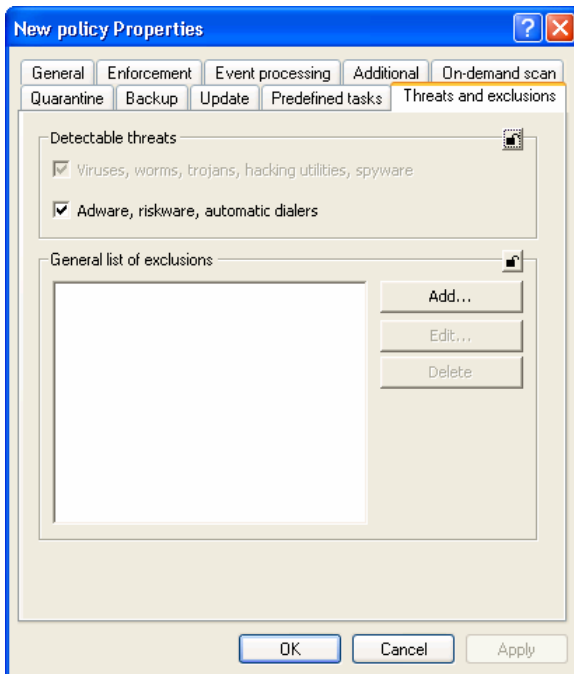 New policy Properties
General Enforcement Event processing Additional On-demand scan
Quarantine Backup Update Predefined tasks Threats and exclusions
Detectable threats
Viruses, worms, trojans, hacking utilities, spyware
Adware, riskware, automatic dialers
General list of exclusions
Add...
Edit...
Delete
OK Cancel Apply